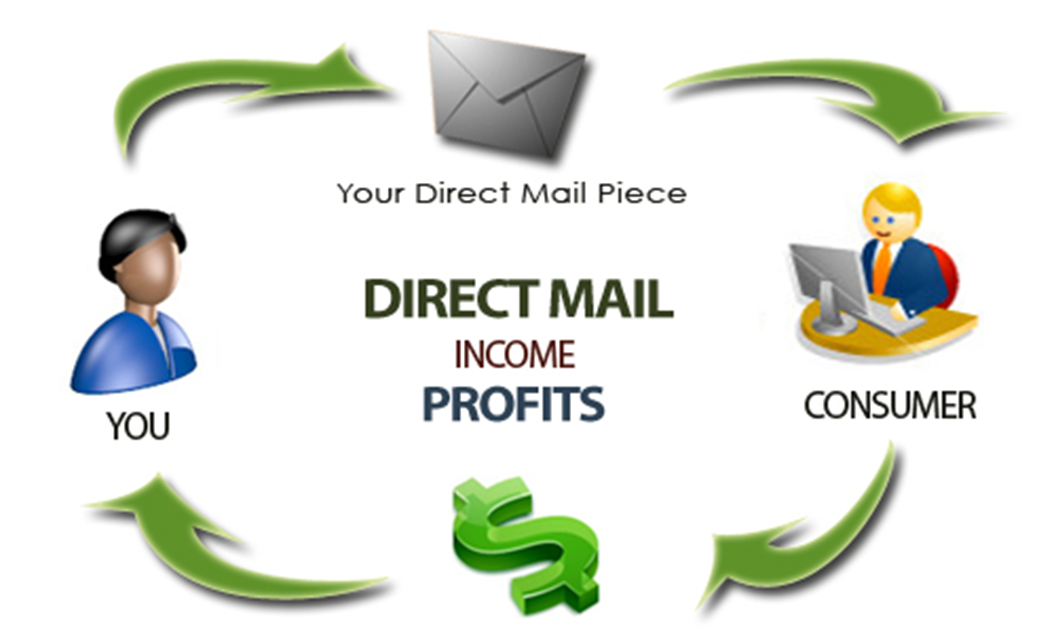 Your Direct Mail Piece
DIRECT MAIL
INCOME
PROFITS
YOU
CONSUMER